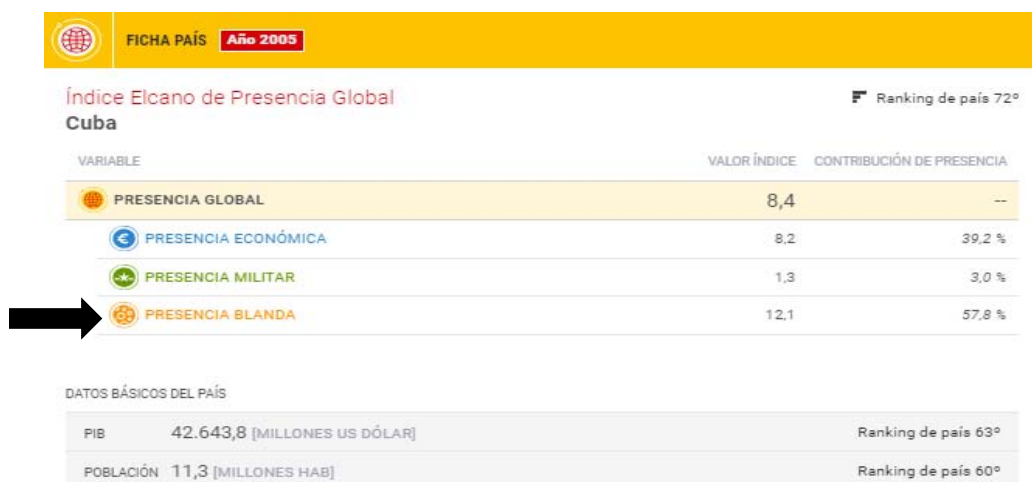 FICHA PAÍS Año 2005
Índice Elcano de Presencia Global Ranking de país 72º
Cuba
VARIABLE VALOR ÍNDICE CONTRIBUCIÓN DE PRESENCIA
PRESENCIA GLOBAL 8,4 --
€ PRESENCIA ECONÓMICA 8,2 39,2 %
PRESENCIA MILITAR 1,3 3,0 %
PRESENCIA BLANDA 12,1 57,8 %
DATOS BÁSICOS DEL PAÍS
PIB 42.643,8 [MILLONES US DÓLAR] Ranking de país 63º
POBLACIÓN 11,3 [MILLONES HAB] Ranking de país 60º